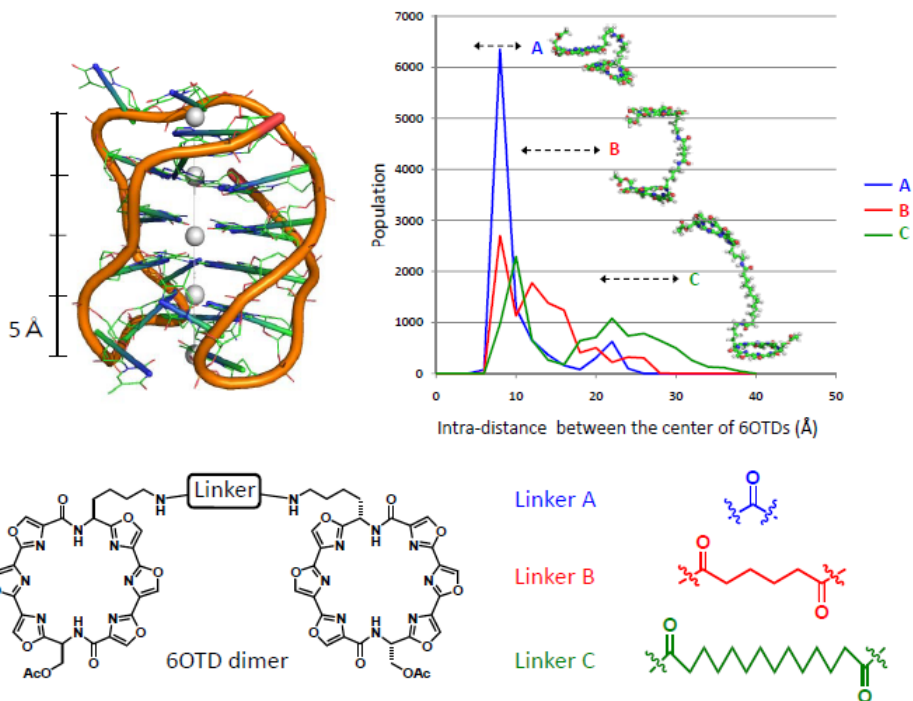 5 Å
7000
6000
5000
4000
3000
2000
1000
0
Population
0 10 20 30 40 50
Intra-distance between the center of 6OTDs (Å)
A
B
C
A
B
C
Linker
H
N
N
H
O
N
H
O
N
N
O
O
N
N
O
O
N
N
O
N
H
O
AcO
O
N
H
O
N
N
O
O
N
N
O
O
N
N
O
N
H
O
OAc
6OTD dimer
Linker A
O
Linker B
O
O
Linker C
O
O